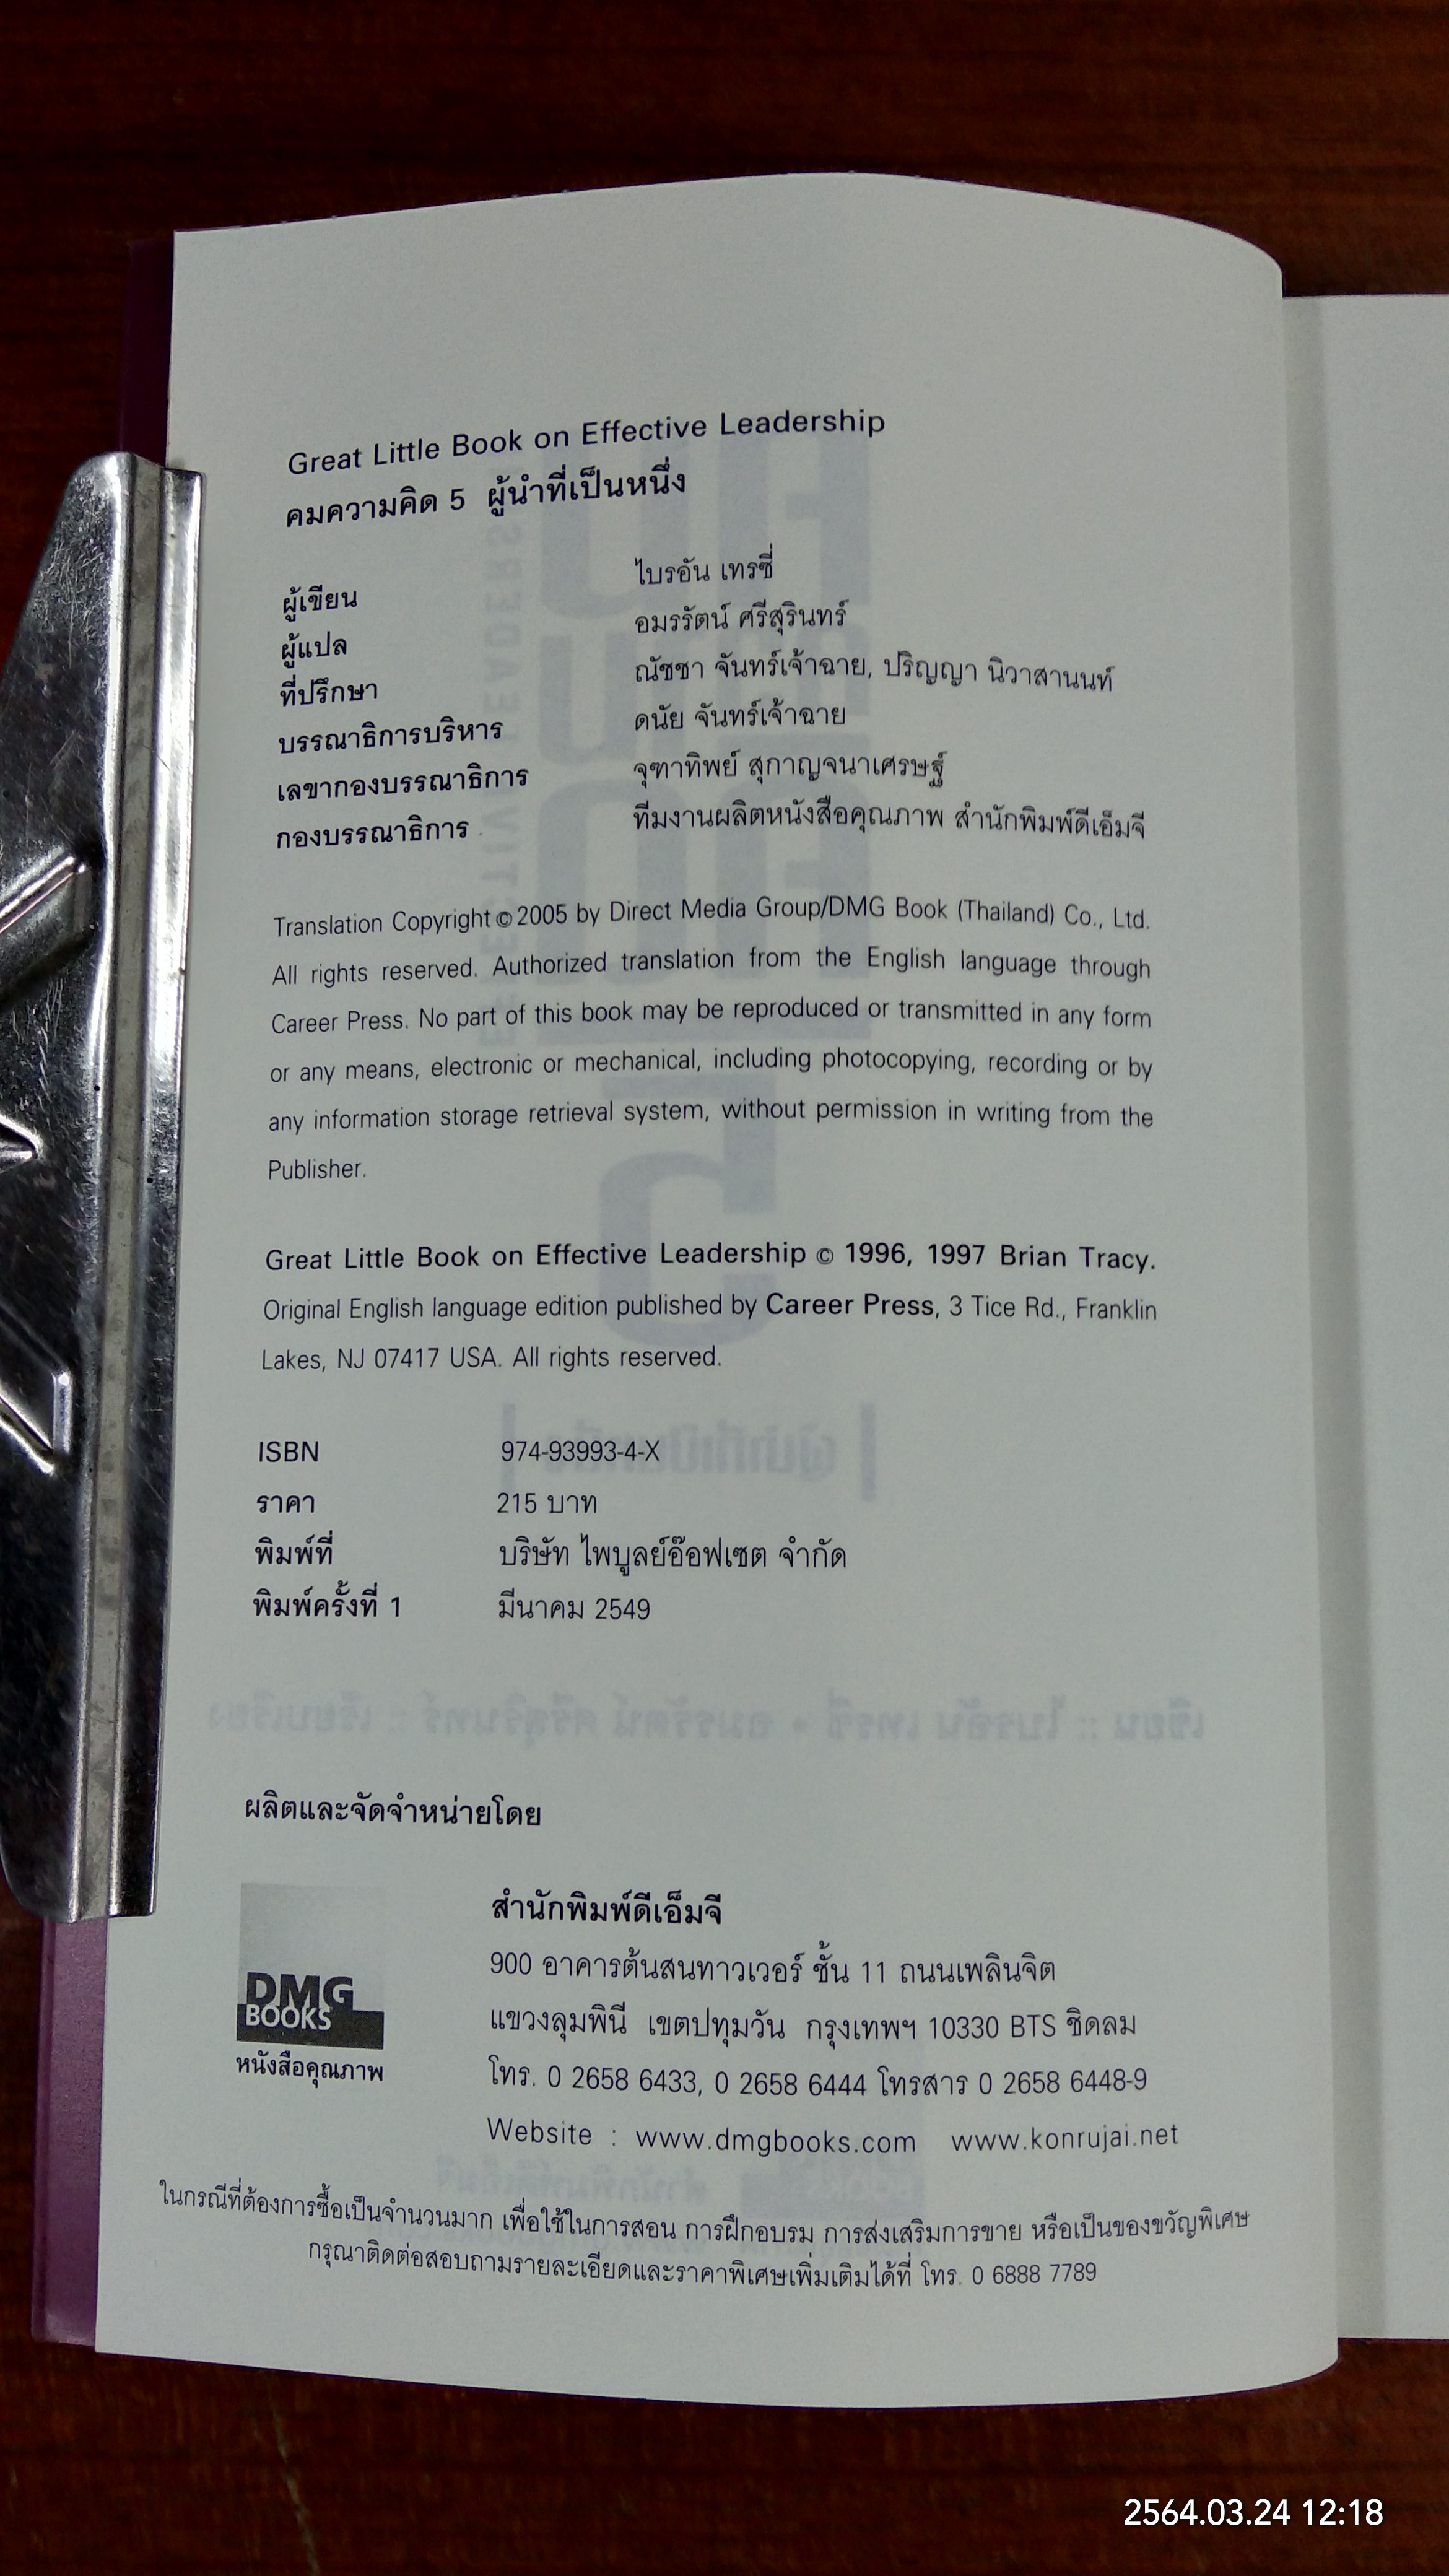 Great Little Book on Effective Leadership
คมความคิด 5 ผู้นำที่เป็นหนึ่ง
ผู้เขียน ไบรอัน เทรซี่
ผู้แปล อมรรัตน์ ศรีสุรินทร์
ที่ปรึกษา ณัชชา จันทร์เจ้าฉาย, ปริญญา นิวาสานนท์
บรรณาธิการบริหาร ดนัย จันทร์เจ้าฉาย
เลขากองบรรณาธิการ จุฑาทิพย์ สุกาญจนาเศรษฐ์
กองบรรณาธิการ ทีมงานผลิตหนังสือคุณภาพ สำนักพิมพ์ดีเอ็มจี
Translation Copyright © 2005 by Direct Media Group/DMG Book (Thailand) Co., Ltd.
All rights reserved. Authorized translation from the English language through
Career Press. No part of this book may be reproduced or transmitted in any form
or any means, electronic or mechanical, including photocopying, recording or by
any information storage retrieval system, without permission in writing from the
Publisher.
Great Little Book on Effective Leadership © 1996, 1997 Brian Tracy.
Original English language edition published by Career Press, 3 Tice Rd., Franklin
Lakes, NJ 07417 USA. All rights reserved.
ISBN 974-93993-4-X
ราคา 215 บาท
พิมพ์ที่ บริษัท ไพบูลย์อ๊อฟเซต จำกัด
พิมพ์ครั้งที่ 1 มีนาคม 2549
ผลิตและจัดจำหน่ายโดย
DMG
BOOKS
หนังสือคุณภาพ
สำนักพิมพ์ดีเอ็มจี
900 อาคารต้นสนทาวเวอร์ ชั้น 11 ถนนเพลินจิต
แขวงลุมพินี เขตปทุมวัน กรุงเทพฯ 10330 BTS ชิดลม
โทร. 0 2658 6433, 0 2658 6444 โทรสาร 0 2658 6448-9
Website : www.dmgbooks.com www.konrujai.net
ในกรณีที่ต้องการซื้อเป็นจำนวนมาก เพื่อใช้ในการสอน การฝึกอบรม การส่งเสริมการขาย หรือเป็นของขวัญพิเศษ
กรุณาติดต่อสอบถามรายละเอียดและราคาพิเศษเพิ่มเติมได้ที่ โทร. 0 6888 7789
2564.03.24 12:18